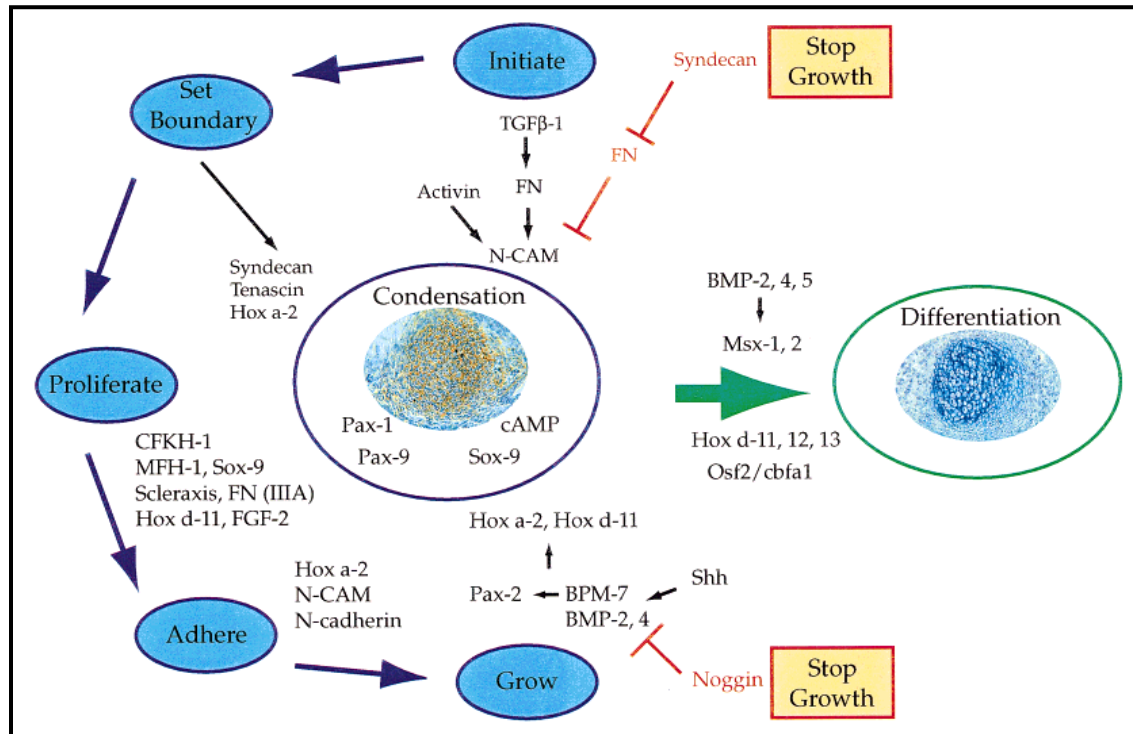 Initiate
Syndecan
Stop
Growth
Set
Boundary
TGFβ-1
FN
FN
Activin
N-CAM
Syndecan
Tenascin
Hox a-2
Condensation
BMP-2, 4, 5
Msx-1, 2
Differentiation
Proliferate
Pax-1
cAMP
Pax-9
Sox-9
CFKH-1
MFH-1, Sox-9
Scleraxis, FN (IIIA)
Hox d-11, FGF-2
Hox d-11, 12, 13
Osf2/cbfa1
Hox a-2, Hox d-11
Hox a-2
N-CAM
N-cadherin
Pax-2
BPM-7
BMP-2, 4
Shh
Adhere
Grow
Noggin
Stop
Growth